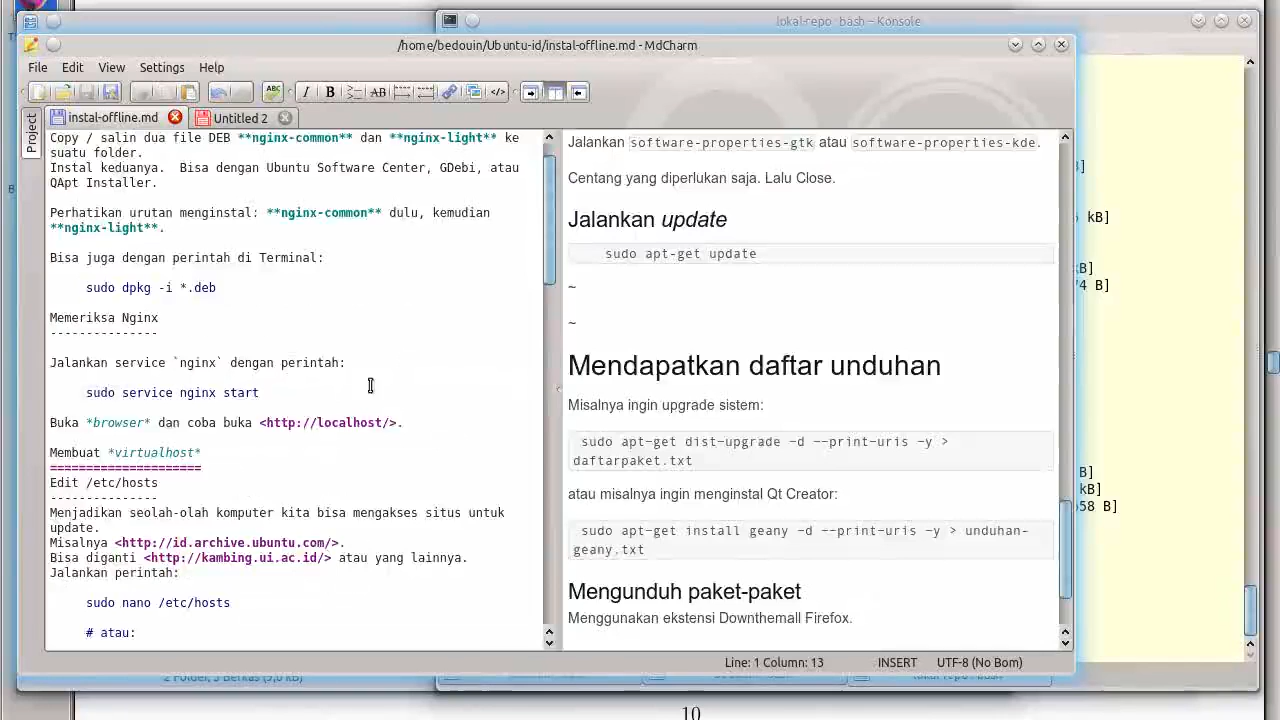 lokal-repo : bash – Konsole
/home/bedouin/Ubuntu-id/instal-offline.md - MdCharm
File Edit View Settings Help
instal-offline.md
Untitled 2
Project
Copy / salin dua file DEB **nginx-common** dan **nginx-light** ke
suatu folder.
Instal keduanya.  Bisa dengan Ubuntu Software Center, GDebi, atau
QApt Installer.
Perhatikan urutan menginstal: **nginx-common** dulu, kemudian
**nginx-light**.
Bisa juga dengan perintah di Terminal:
sudo dpkg -i *.deb
Memeriksa Nginx
---------------
Jalankan service `nginx` dengan perintah:
sudo service nginx start
Buka *browser* dan coba buka <http://localhost/>.
Membuat *virtualhost*
=====================
Edit /etc/hosts
---------------
Menjadikan seolah-olah komputer kita bisa mengakses situs untuk
update.
Misalnya <http://id.archive.ubuntu.com/>.
Bisa diganti <http://kambing.ui.ac.id/> atau yang lainnya.
Jalankan perintah:
sudo nano /etc/hosts
# atau:
Jalankan software-properties-gtk atau software-properties-kde.
Centang yang diperlukan saja. Lalu Close.
Jalankan update
sudo apt-get update
~
~
Mendapatkan daftar unduhan
Misalnya ingin upgrade sistem:
sudo apt-get dist-upgrade -d --print-uris -y >
daftarpaket.txt
atau misalnya ingin menginstal Qt Creator:
sudo apt-get install geany -d --print-uris -y > unduhan-
geany.txt
Mengunduh paket-paket
Menggunakan ekstensi Downthemall Firefox.
kB]
74 B]
B]
kB]
658 B]
Line: 1 Column: 13
INSERT
UTF-8 (No Bom)
10